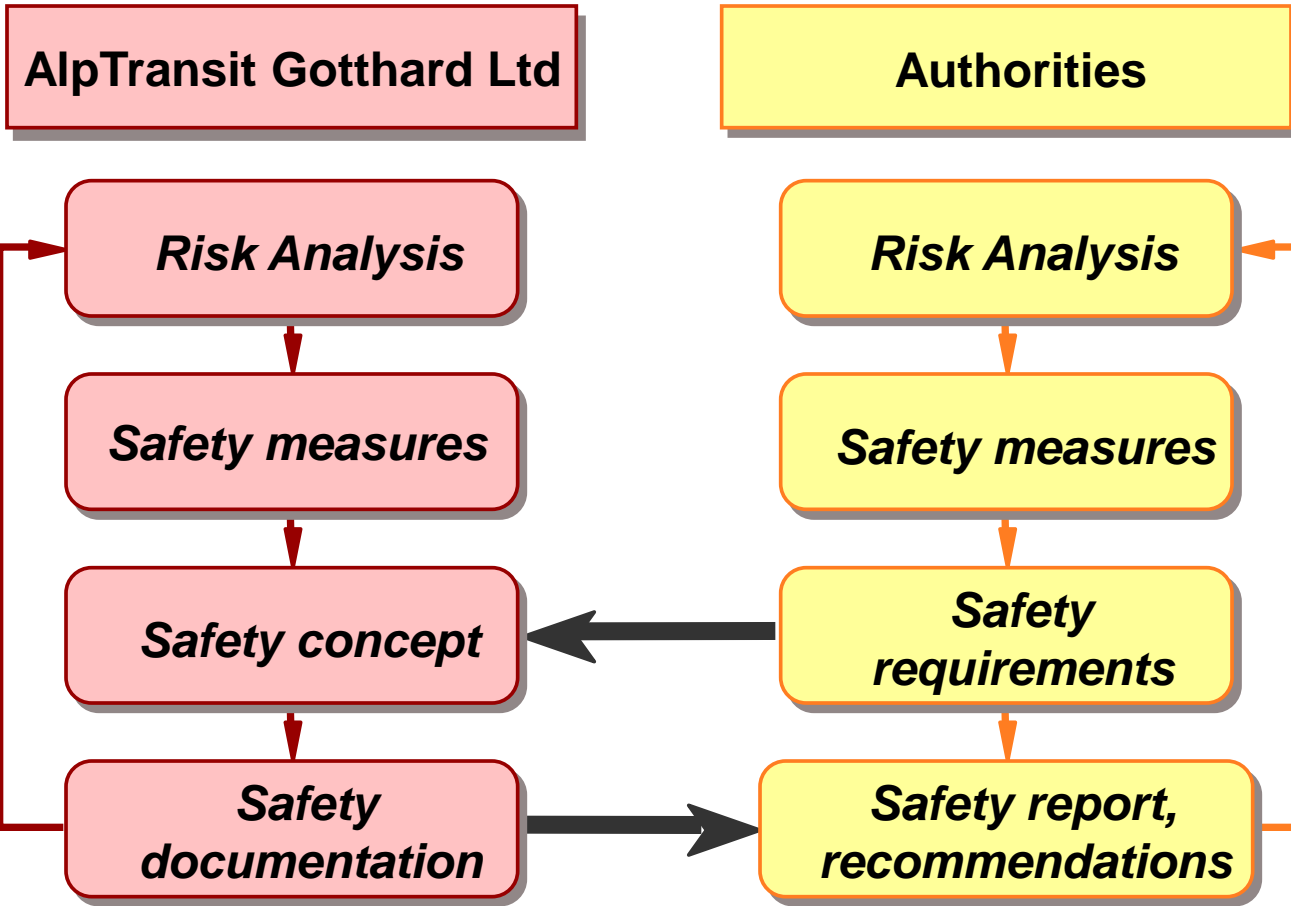 AlpTransit Gotthard Ltd
Authorities
Risk Analysis
Risk Analysis
Safety measures
Safety measures
Safety concept
Safety
requirements
Safety
documentation
Safety report,
recommendations